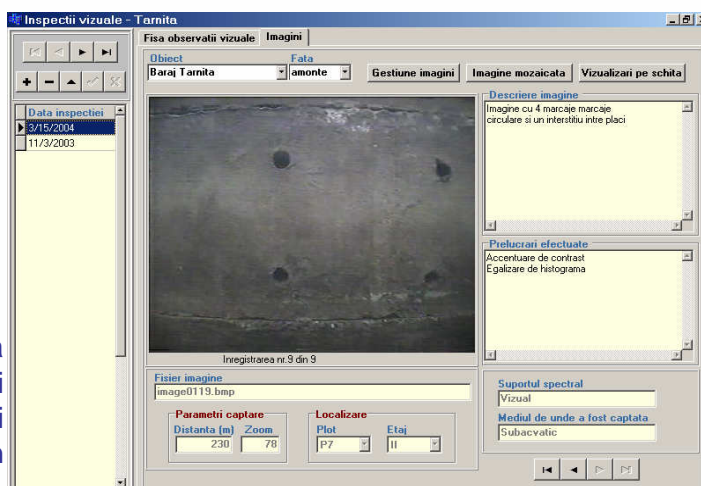 Inspectii vizuale - Tarnita
Fisa observatii vizuale Imagini
Obiect Fata
Baraj Tarnita amonte Gestiune imagini Imagine mozaicata Vizualizari pe schita
Data inspectiei
3/15/2004
11/3/2003
Descriere imagine
Imagine cu 4 marcaje marcaje
circulare si un interstitiu intre placi
Prelucrari efectuate
Accentuare de contrast
Egalizare de histograma
Inregistrarea nr.9 din 9
Fisier imagine
image0119.bmp
Parametri captare
Distanta (m) Zoom
230 78
Localizare
Plot Etaj
P7 II
Suportul spectral
Vizual
Mediul de unde a fost captata
Subacvatic